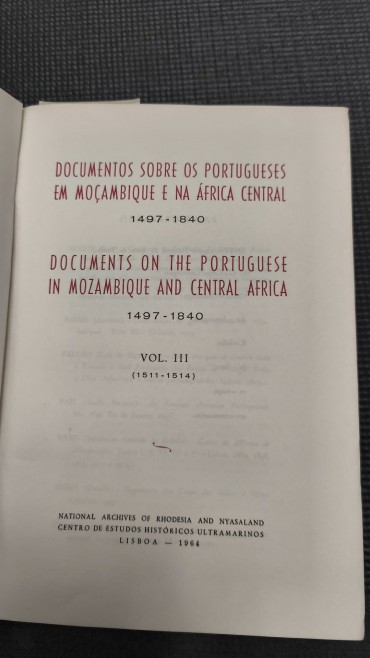 DOCUMENTOS SOBRE OS PORTUGUESES
EM MOÇAMBIQUE E NA ÁFRICA CENTRAL
1497-1840
DOCUMENTS ON THE PORTUGUESE
IN MOZAMBIQUE AND CENTRAL AFRICA
1497-1840
VOL. III
(1511-1514)
NATIONAL ARCHIVES OF RHODESIA AND NYASALAND
CENTRO DE ESTUDOS HISTÓRICOS ULTRAMARINOS
LISBOA — 1964